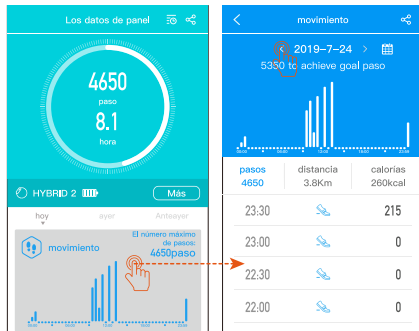 Los datos de panel
4650
paso
8.1
hora
HYBRID 2
Más
hoy
ayer
Anteayer
movimiento
El número máximo
de pasos:
4650paso
movimiento
2019-7-24
5350 to achieve goal paso
pasos
4650
distancia
3.8Km
calorías
260kcal
23:30
215
23:00
0
22:30
0
22:00
0